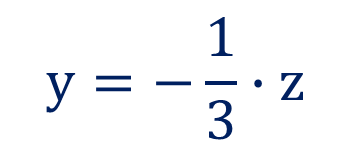 y = − 1/3 · z